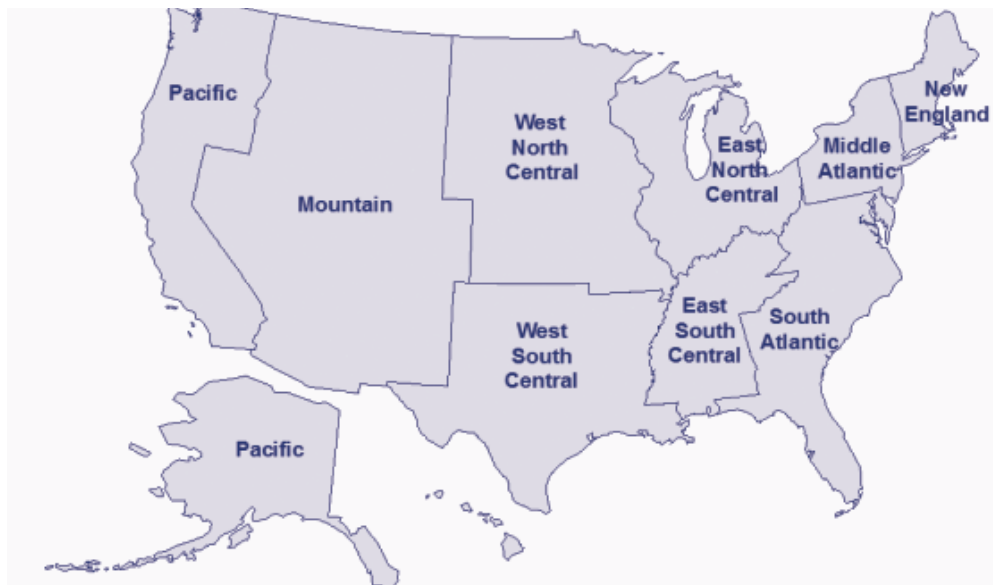 Pacific
Mountain
West
North
Central
East
North
Central
Middle
Atlantic
New
England
West
South
Central
East
South
Central
South
Atlantic
Pacific